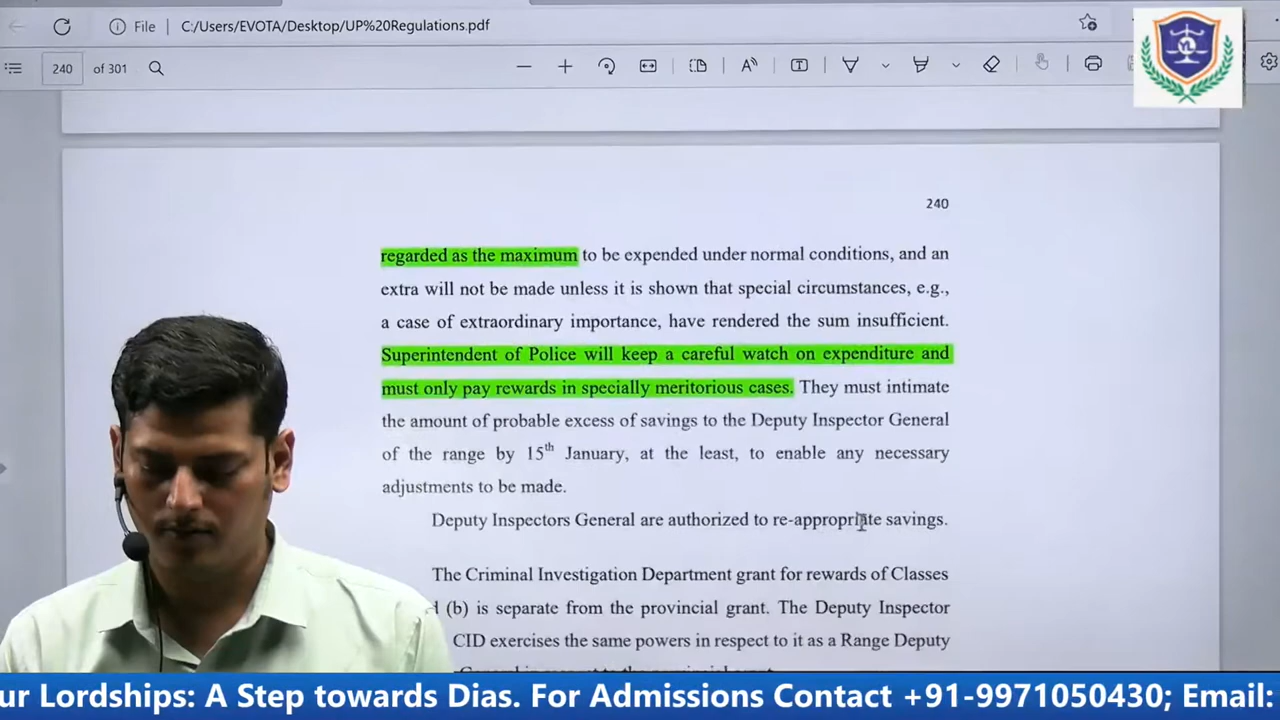 File C:/Users/EVOTA/Desktop/UP%20Regulations.pdf
240 of 301
240
regarded as the maximum to be expended under normal conditions, and an
extra will not be made unless it is shown that special circumstances, e.g.,
a case of extraordinary importance, have rendered the sum insufficient.
Superintendent of Police will keep a careful watch on expenditure and
must only pay rewards in specially meritorious cases. They must intimate
the amount of probable excess of savings to the Deputy Inspector General
of the range by 15th January, at the least, to enable any necessary
adjustments to be made.
Deputy Inspectors General are authorized to re-appropriate savings.
The Criminal Investigation Department grant for rewards of Classes
(b) is separate from the provincial grant. The Deputy Inspector
CID exercises the same powers in respect to it as a Range Deputy
ur Lordships: A Step towards Dias. For Admissions Contact +91-9971050430; Email: